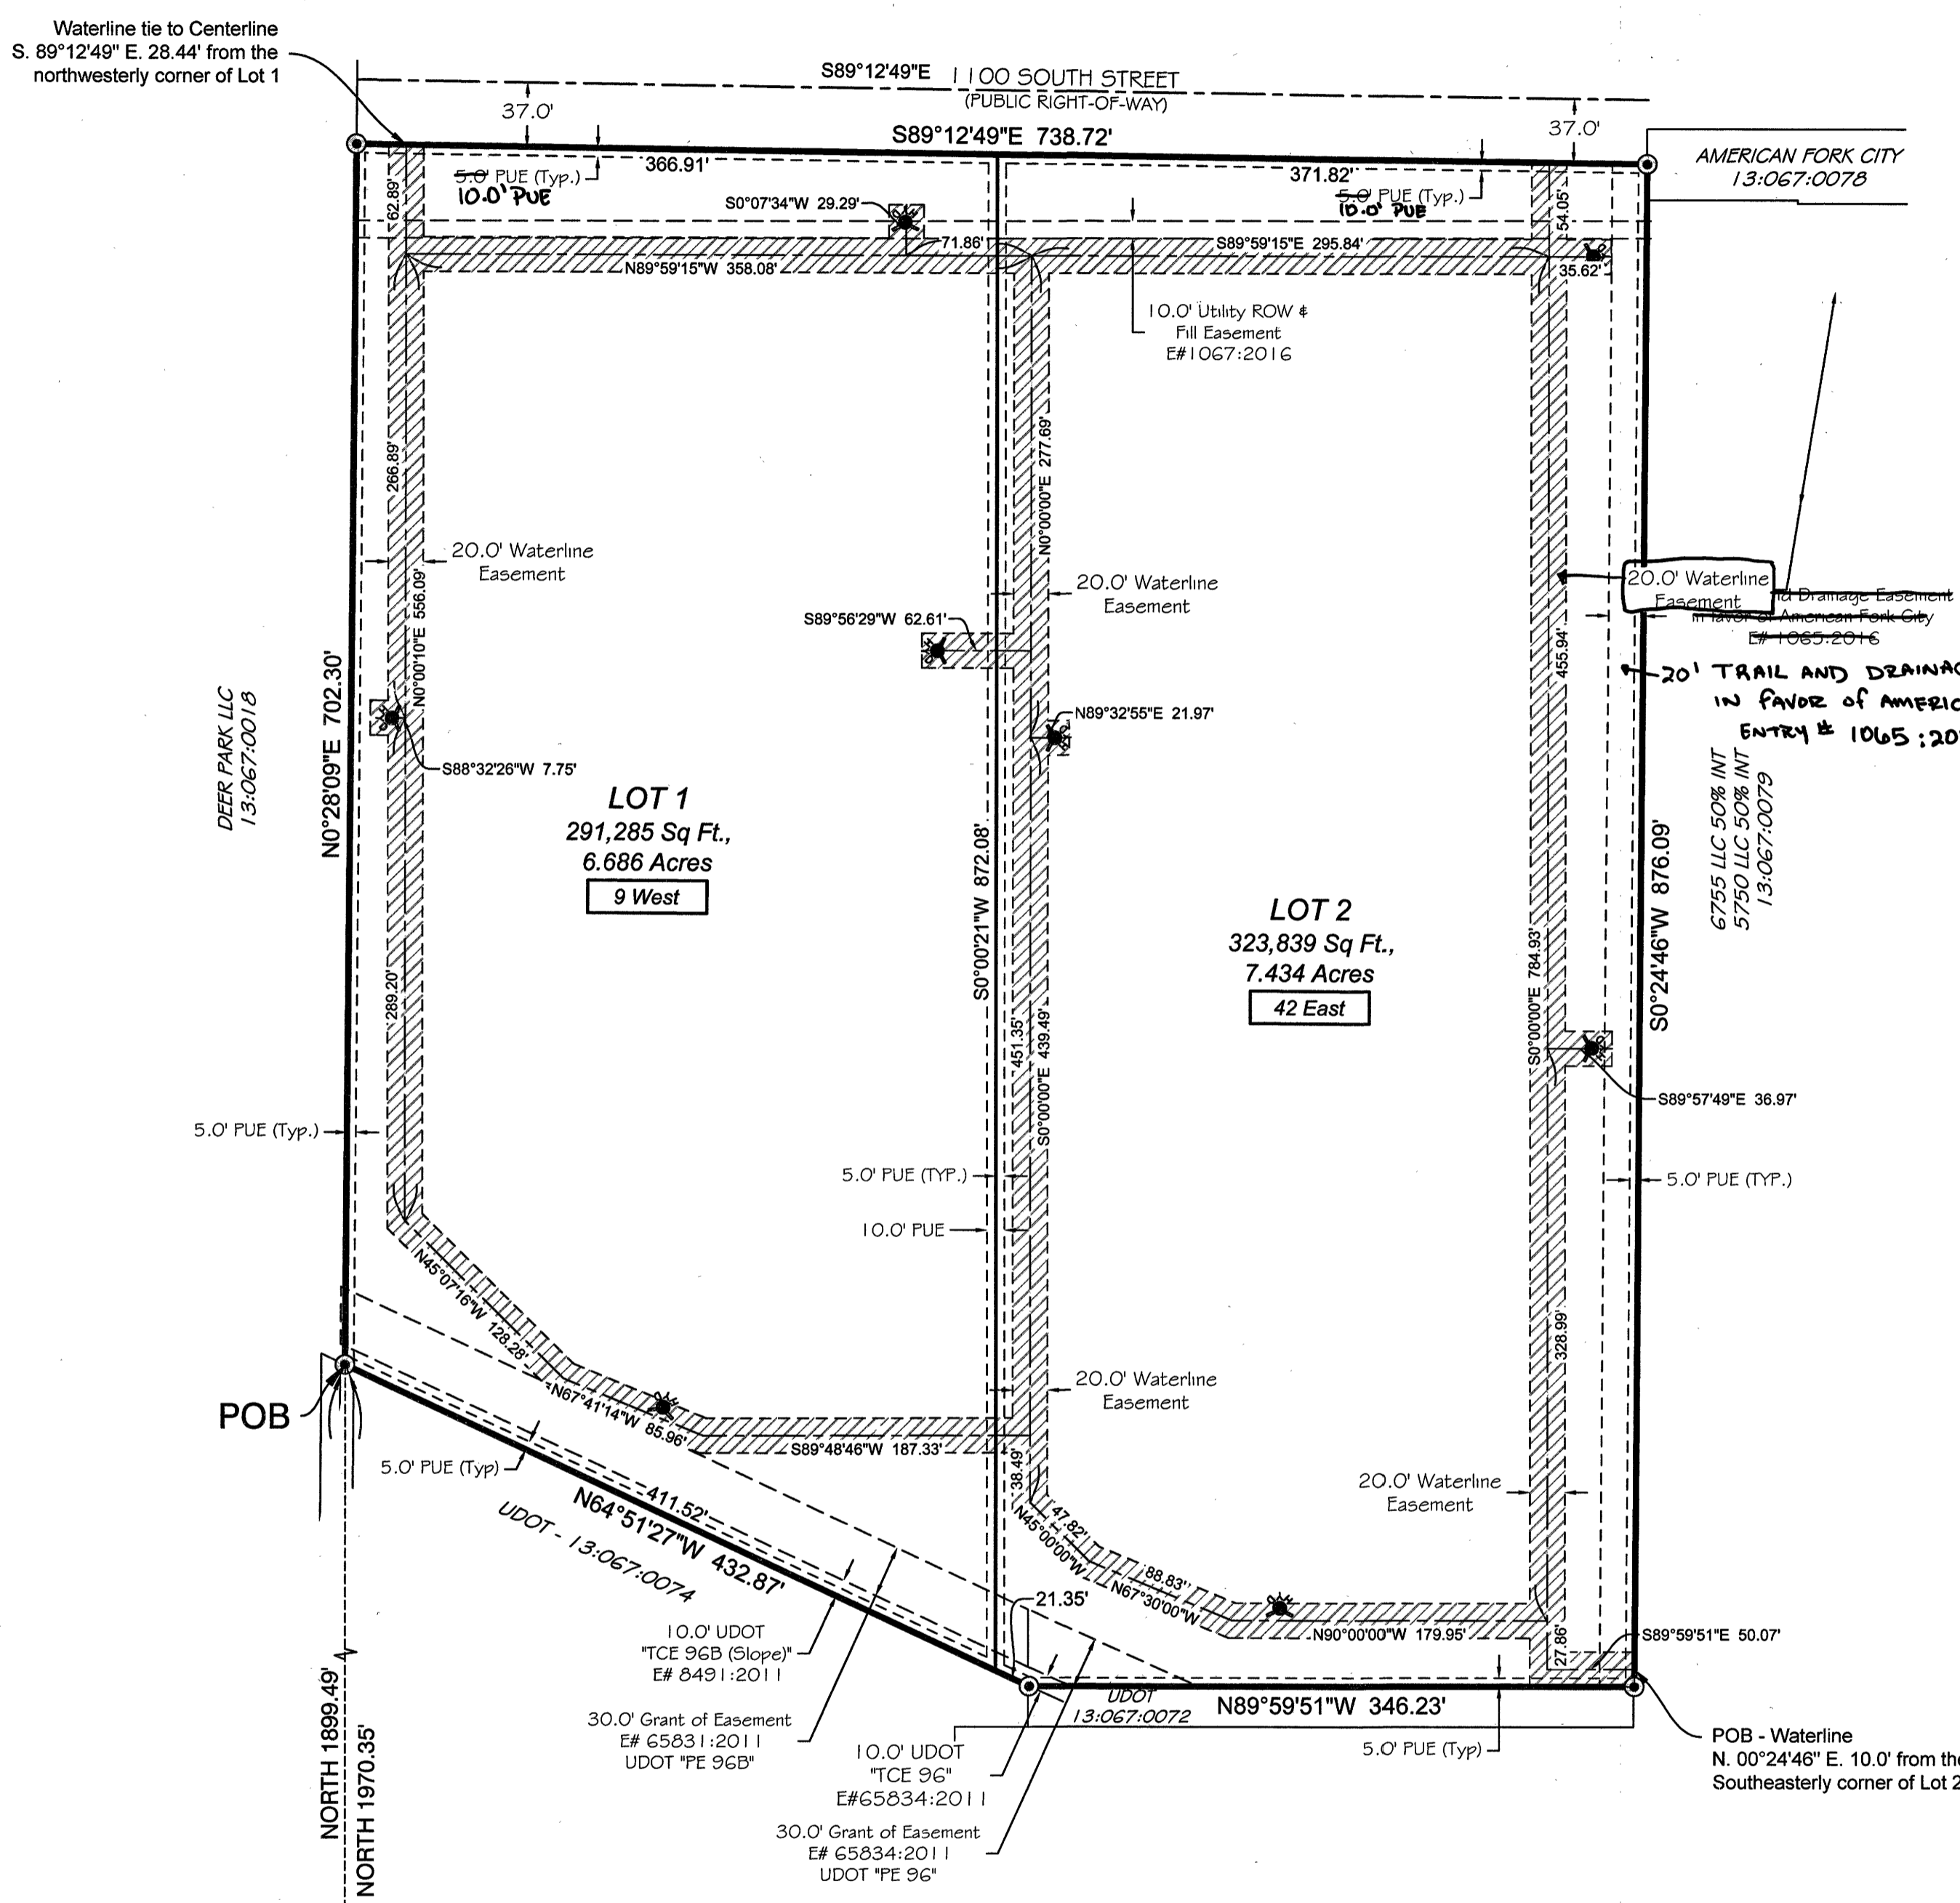 Waterline tie to Centerline
S. 89°12'49" E. 28.44' from the
northwesterly corner of Lot 1
S89°12'49"E 1100 SOUTH STREET
(PUBLIC RIGHT-OF-WAY)
37.0'
37.0'
S89°12'49"E 738.72'
366.91'
371.82'
AMERICAN FORK CITY
13:067:0078
5.0' PUE (Typ.)
10.0' PUE
5.0' PUE (Typ.)
10.0' PUE
62.89'
54.05'
S0°07'34"W 29.29'
71.86'
S89°59'15"E 295.84'
35.62'
N89°59'15"W 358.08'
10.0' Utility ROW &
Fill Easement
E#1067:2016
266.89'
N0°00'00"E 277.69'
20.0' Waterline
Easement
N0°00'10"E 556.09'
20.0' Waterline
Easement
20.0' Waterline
Easement
nd Drainage Easement
in favor of American Fork City
E# 1065:2016
S89°56'29"W 62.61'
455.94'
20' TRAIL AND DRAINAG
IN FAVOR OF AMERIC
ENTRY # 1065:20
DEER PARK LLC
13:067:0018
N0°28'09"E 702.30'
N89°32'55"E 21.97'
S88°32'26"W 7.75'
6755 LLC 50% INT
5750 LLC 50% INT
13:067:0079
LOT 1
291,285 Sq Ft.,
6.686 Acres
9 West
S0°00'21"W 872.08'
LOT 2
323,839 Sq Ft.,
7.434 Acres
42 East
S0°24'46"W 876.09'
289.20'
451.35'
S0°00'00"E 439.49'
S0°00'00"E 784.93'
S89°57'49"E 36.97'
5.0' PUE (Typ.)
5.0' PUE (TYP.)
5.0' PUE (TYP.)
10.0' PUE
N45°07'16"W 128.28'
328.99'
POB
N67°41'14"W 85.96'
20.0' Waterline
Easement
S89°48'46"W 187.33'
38.49'
5.0' PUE (Typ)
411.52'
N64°51'27"W 432.87'
UDOT - 13:067:0074
20.0' Waterline
Easement
47.82'
N45°00'00"W
88.83'
N67°30'00"W
21.35'
N90°00'00"W 179.95'
27.86'
S89°59'51"E 50.07'
10.0' UDOT
"TCE 96B (Slope)"
E# 8491:2011
UDOT
13:067:0072
N89°59'51"W 346.23'
30.0' Grant of Easement
E# 65831:2011
UDOT "PE 96B"
10.0' UDOT
"TCE 96"
E#65834:2011
5.0' PUE (Typ)
POB - Waterline
N. 00°24'46" E. 10.0' from the
Southeasterly corner of Lot 2
30.0' Grant of Easement
E# 65834:2011
UDOT "PE 96"
NORTH 1899.49'
NORTH 1970.35'